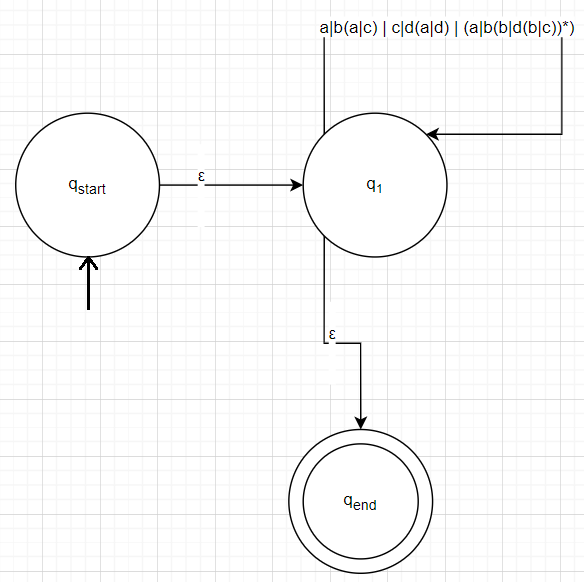 a|b(a|c) | c|d(a|d) | (a|b(b|d(b|c))*)
ε
qstart
q1
ε
qend